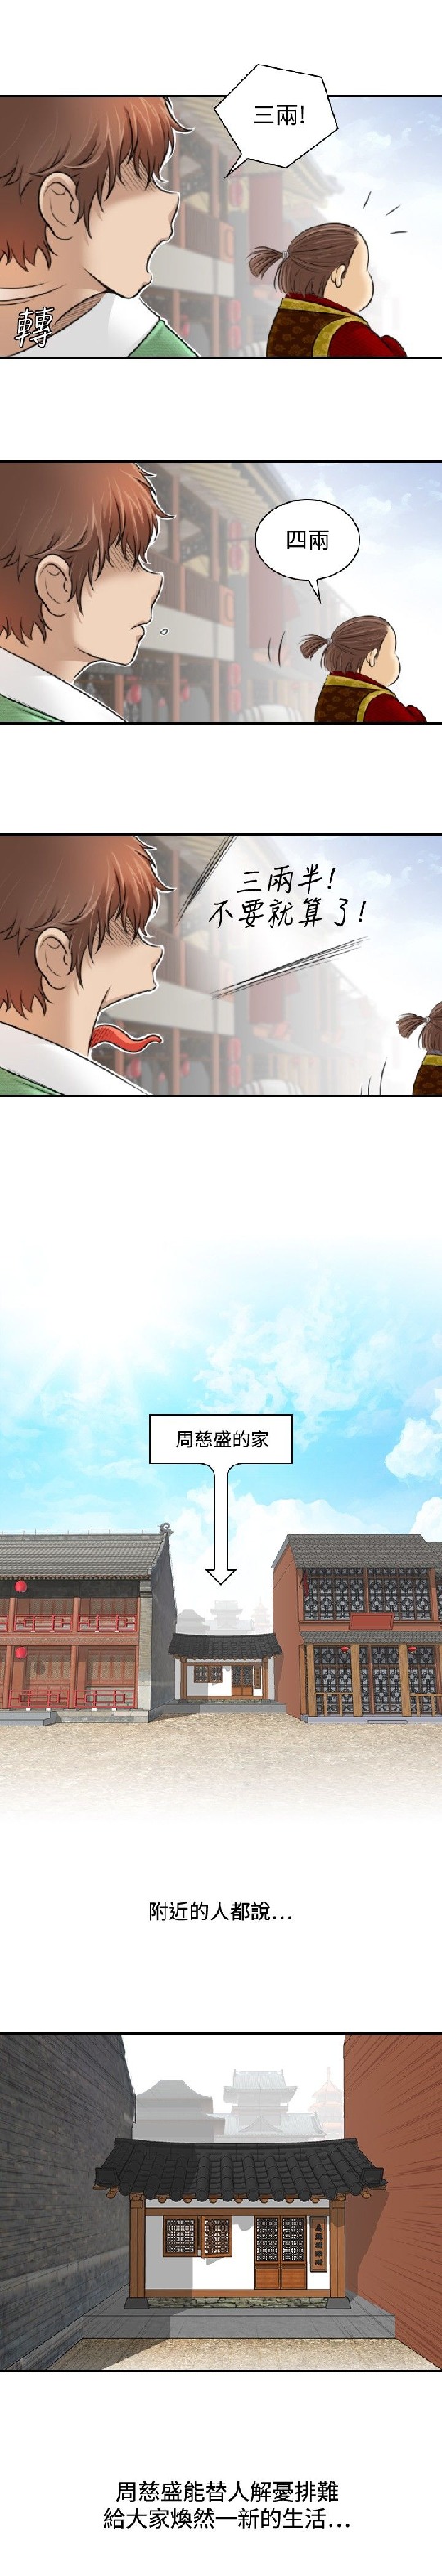 三兩!
轉
四兩
三兩半!
不要就算了!
周慈盛的家
附近的人都說...
周慈盛能替人解憂排難
給大家煥然一新的生活...